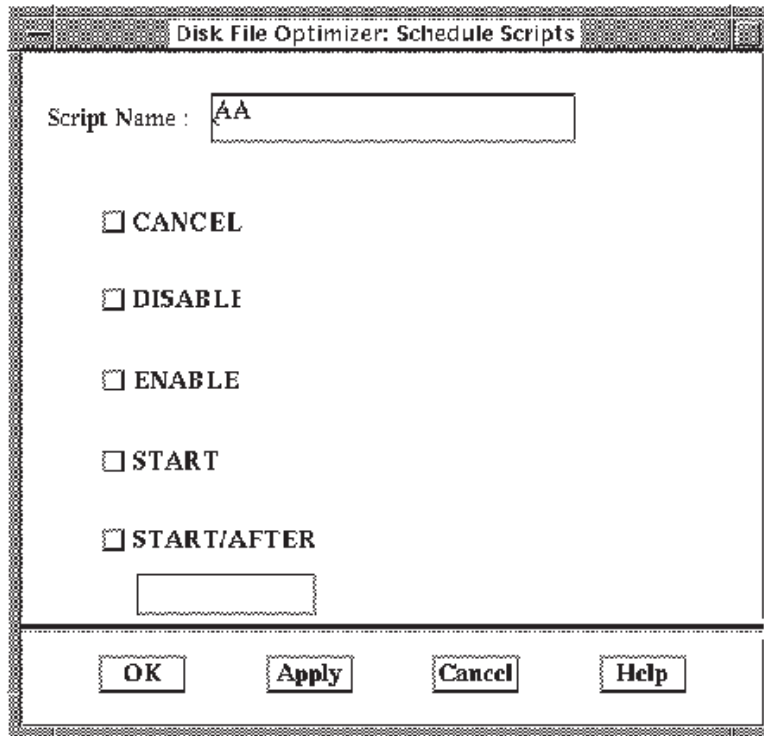 Disk File Optimizer: Schedule Scripts
Script Name : AA
CANCEL
DISABLE
ENABLE
START
START/AFTER
OK Apply Cancel Help